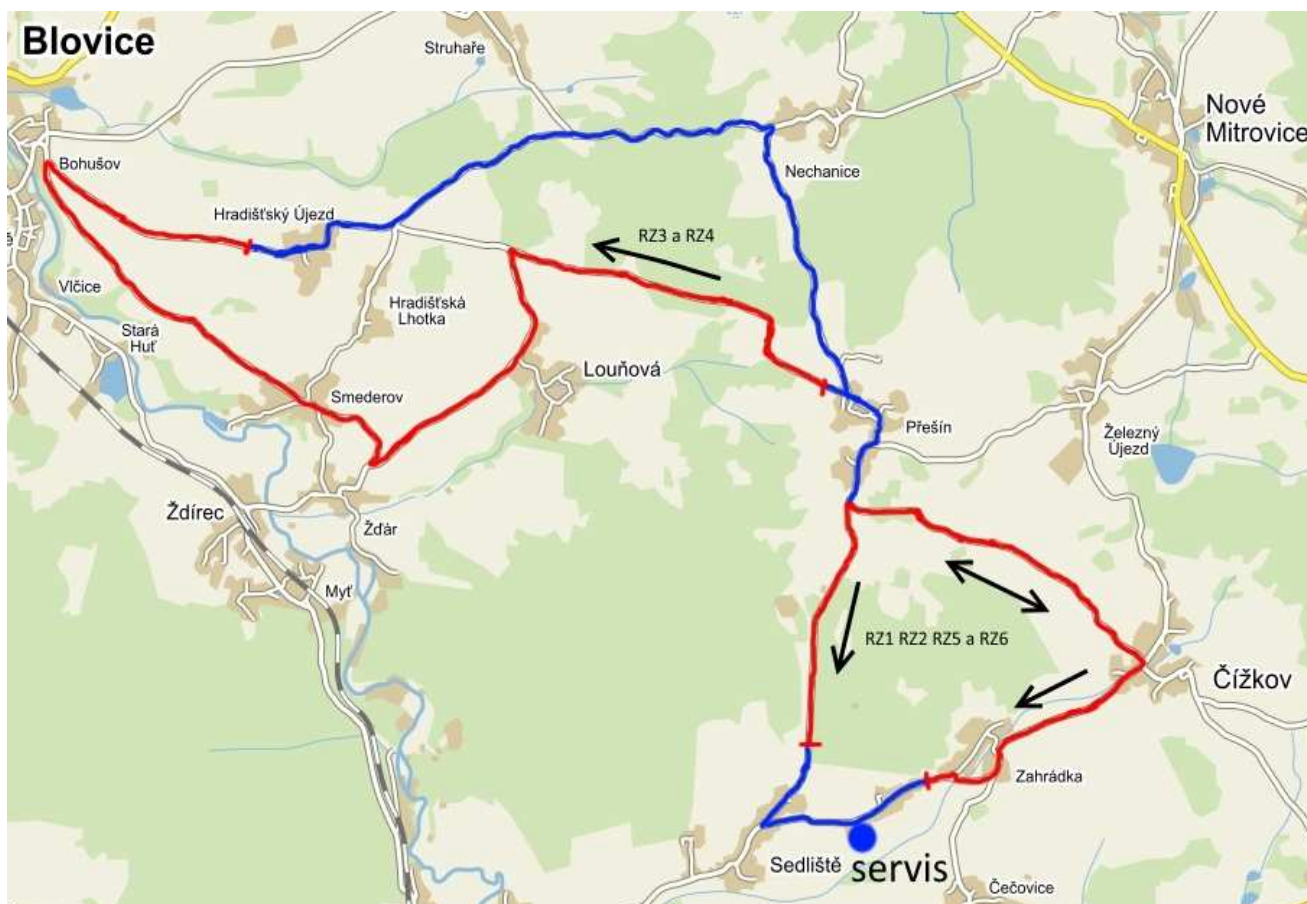 Blovice
Struhaře
Nové
Mitrovice
Bohušov
Nechanice
Hradišťský Újezd
RZ3 a RZ4
Vlčice
Hradišťská
Lhotka
Stará
Huť
Louňová
Smederov
Přešín
Železný
Újezd
Ždírec
Žďár
Myť
RZ1 RZ2 RZ5 a RZ6
Čížkov
Zahrádka
Sedliště
servis
Čečovice